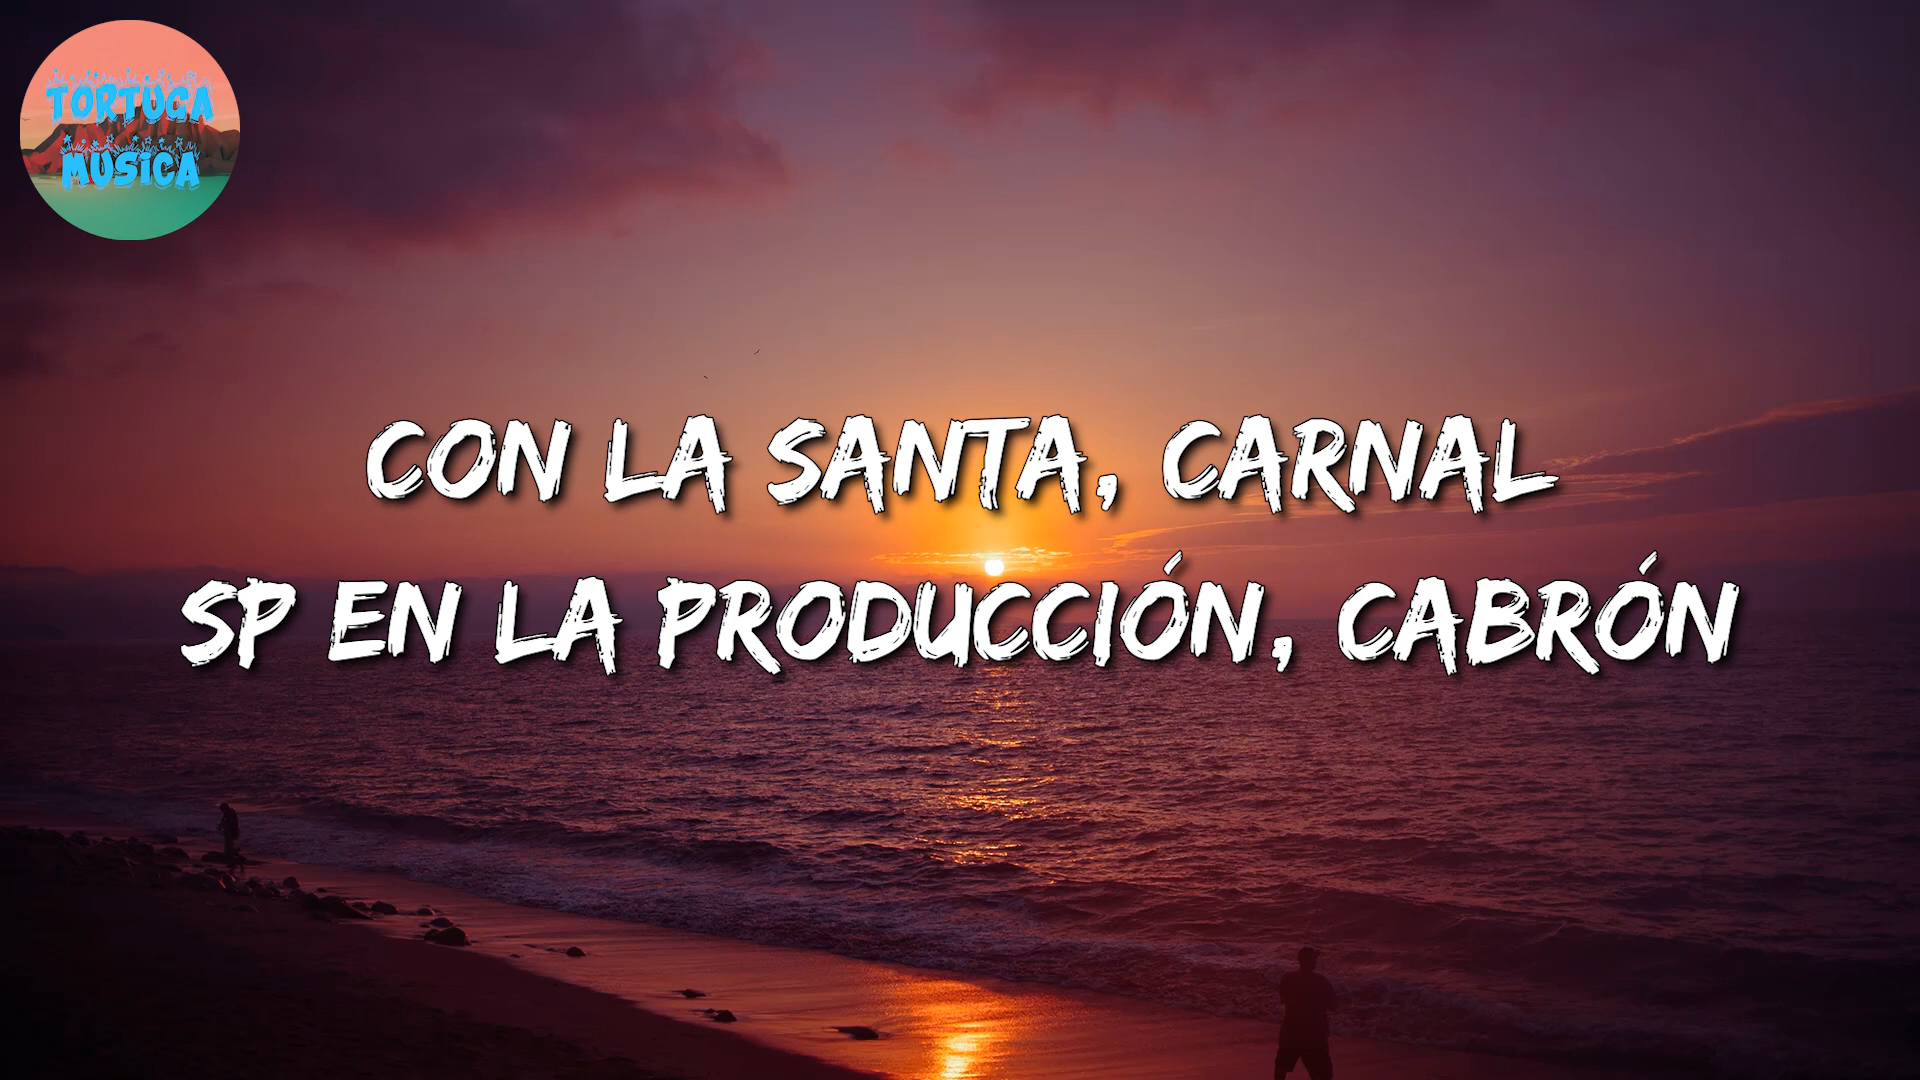 TORTUGA
MUSICA
CON LA SANTA, CARNAL
SP EN LA PRODUCCIÓN, CABRÓN